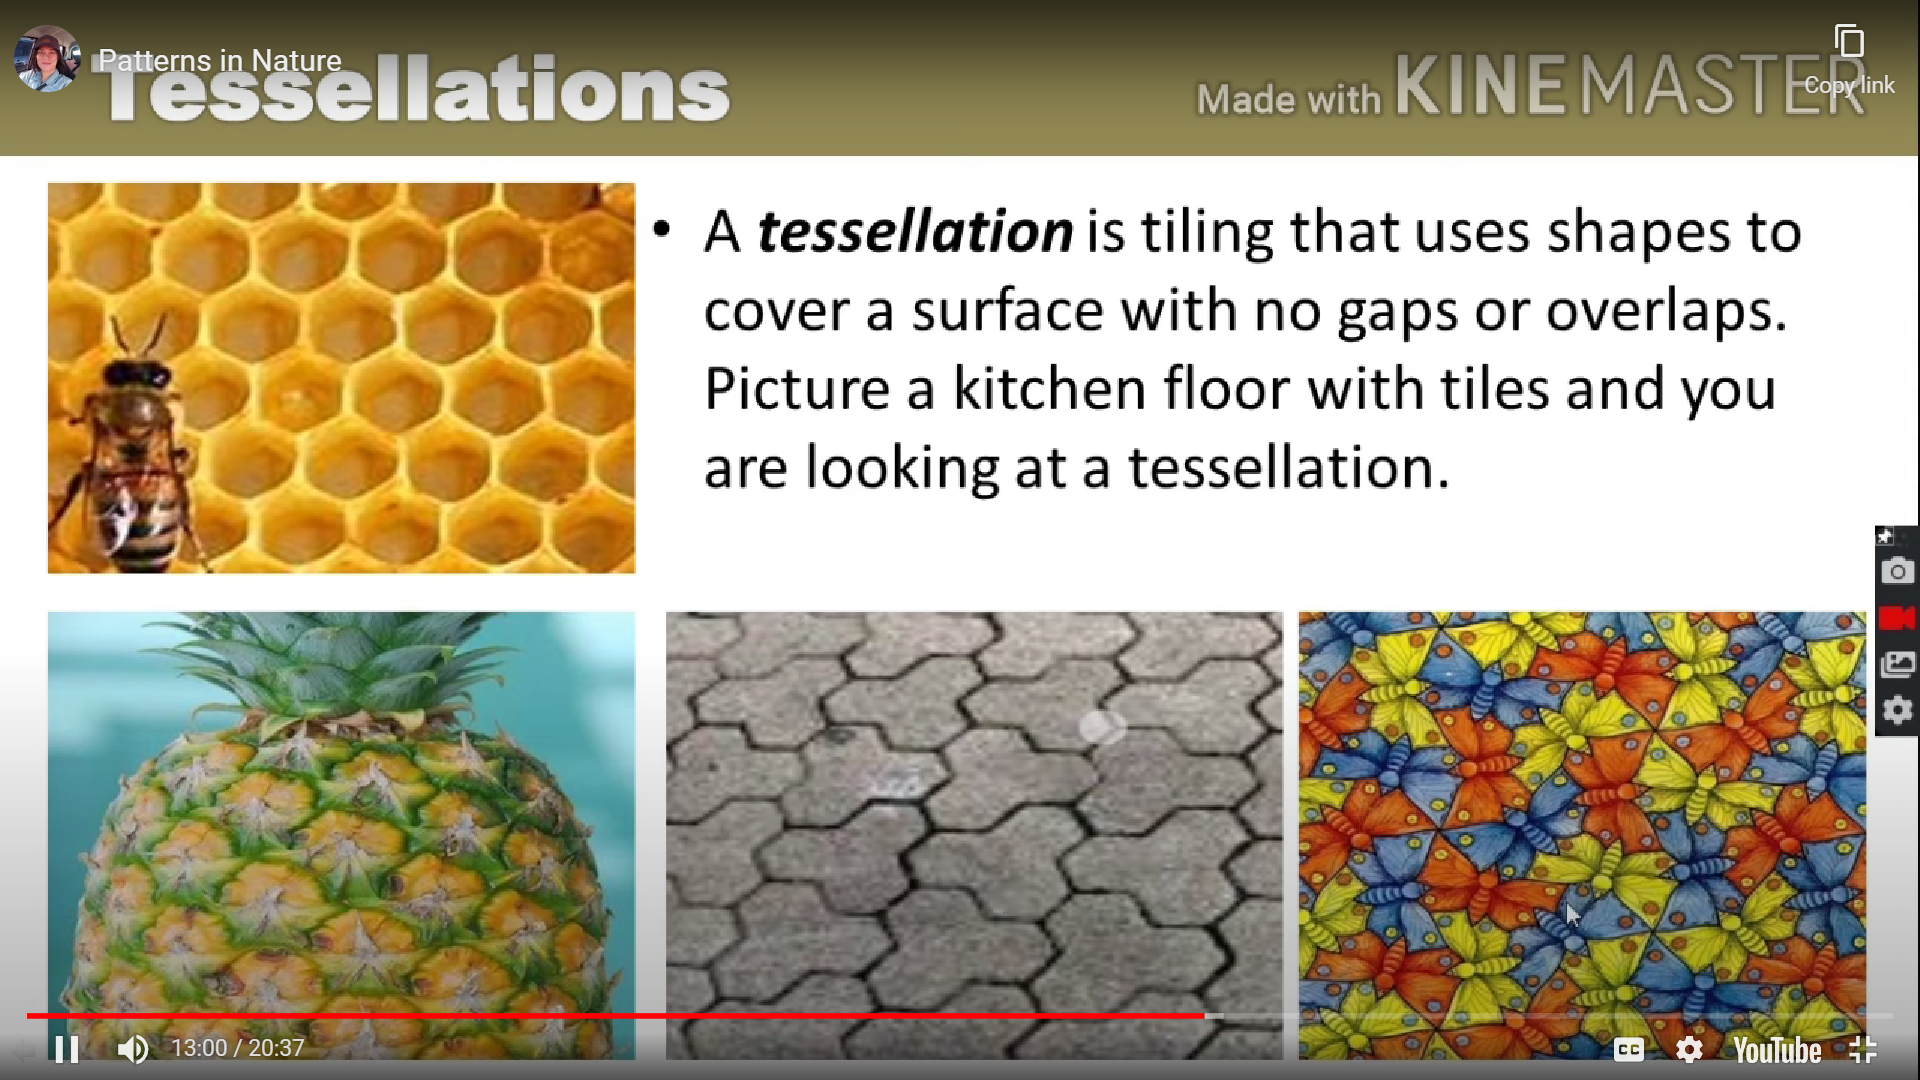 Patterns in Nature
Tessellations
Made with KINEMASTER
Copy link
• A tessellation is tiling that uses shapes to
cover a surface with no gaps or overlaps.
Picture a kitchen floor with tiles and you
are looking at a tessellation.
13:00 / 20:37
CC
YouTube